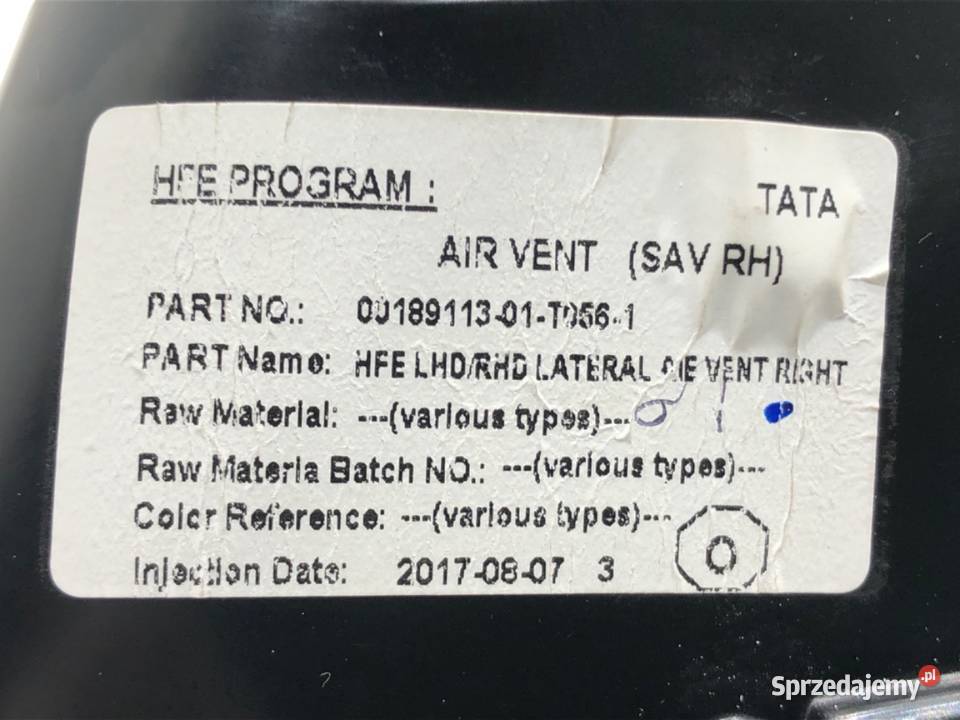 HFE PROGRAM :
TATA
AIR VENT (SAV RH)
PART NO.: 00189113-01-T056-1
PART Name: HFE LHD/RHD LATERAL AIE VENT RIGHT
Raw Material: ---(various types)---
Raw Materia Batch NO.: ---(various types)---
Color Reference: ---(various types)---
Injection Date: 2017-08-07 3
O
Sprzedajemy.pl